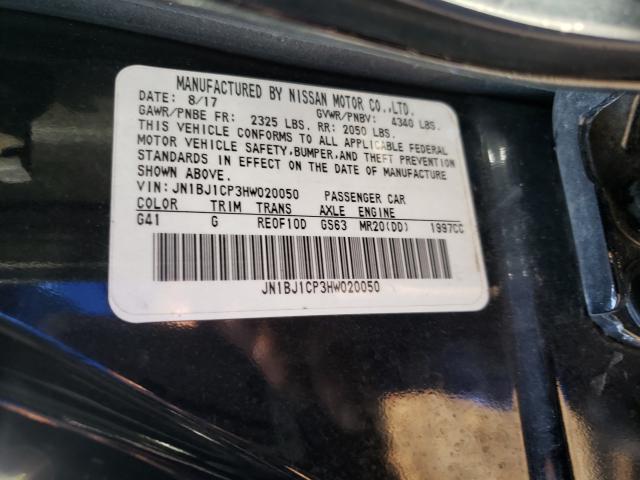 MANUFACTURED BY NISSAN MOTOR CO.,LTD.
DATE: 8/17 GVWR/PNBV: 4340 LBS.
GAWR/PNBE FR: 2325 LBS. RR: 2050 LBS.
THIS VEHICLE CONFORMS TO ALL APPLICABLE FEDERAL
MOTOR VEHICLE SAFETY,BUMPER,AND THEFT PREVENTION
STANDARDS IN EFFECT ON THE DATE OF MANUFACTURE
SHOWN ABOVE.
VIN: JN1BJ1CP3HW020050 PASSENGER CAR
COLOR TRIM TRANS AXLE ENGINE
G41 G RE0F10D GS63 MR20(DD) 1997CC
JN1BJ1CP3HW020050